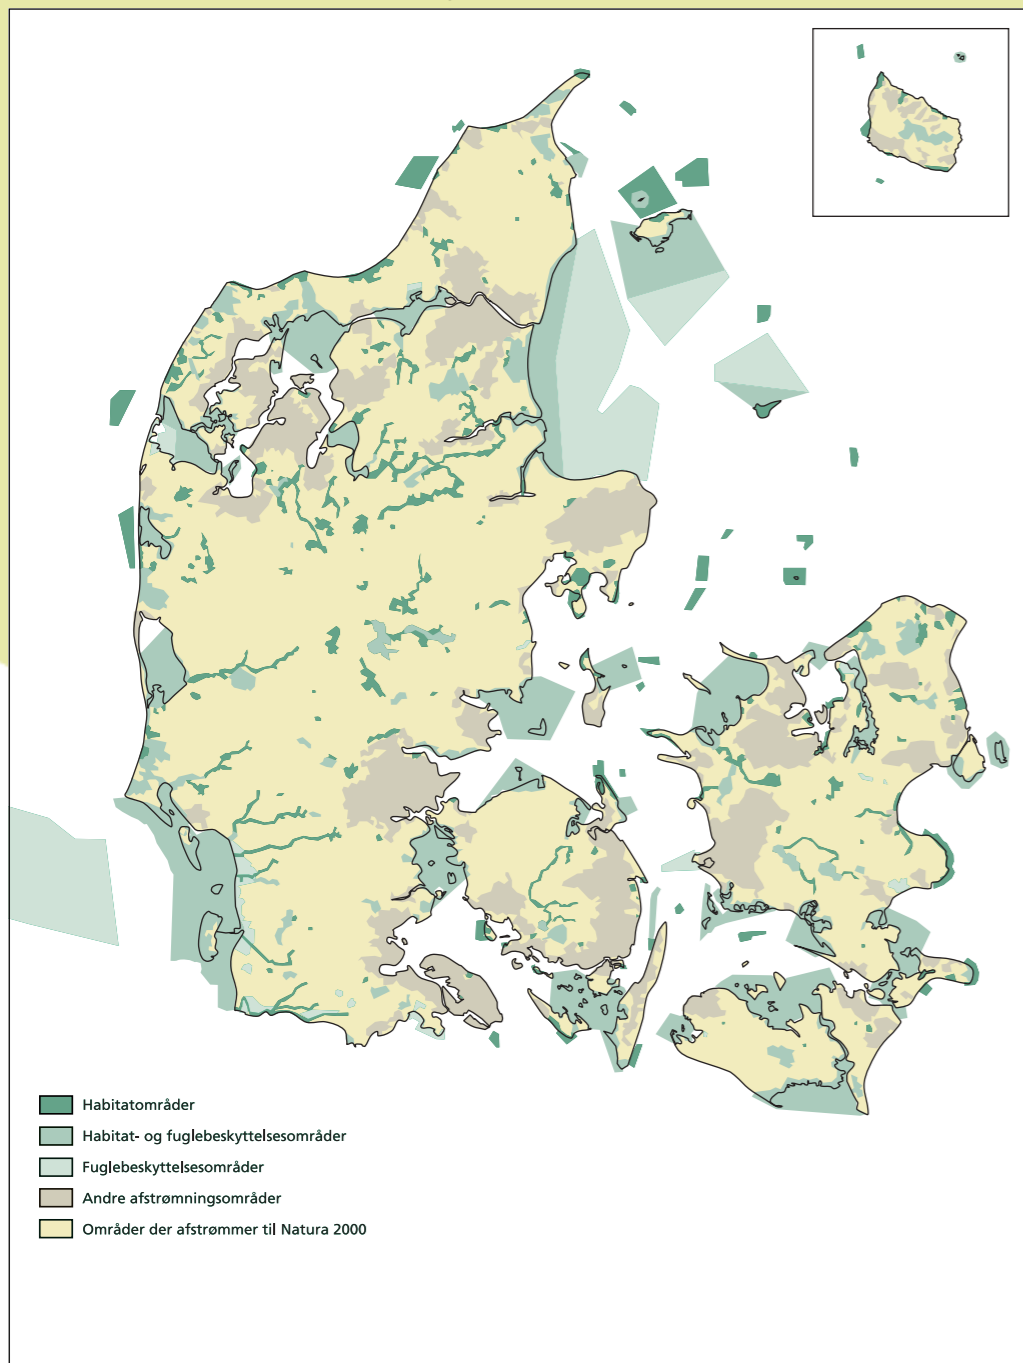 Habitatområder
Habitat- og fuglebeskyttelsesområder
Fuglebeskyttelsesområder
Andre afstrømningsområder
Områder der afstrømmer til Natura 2000